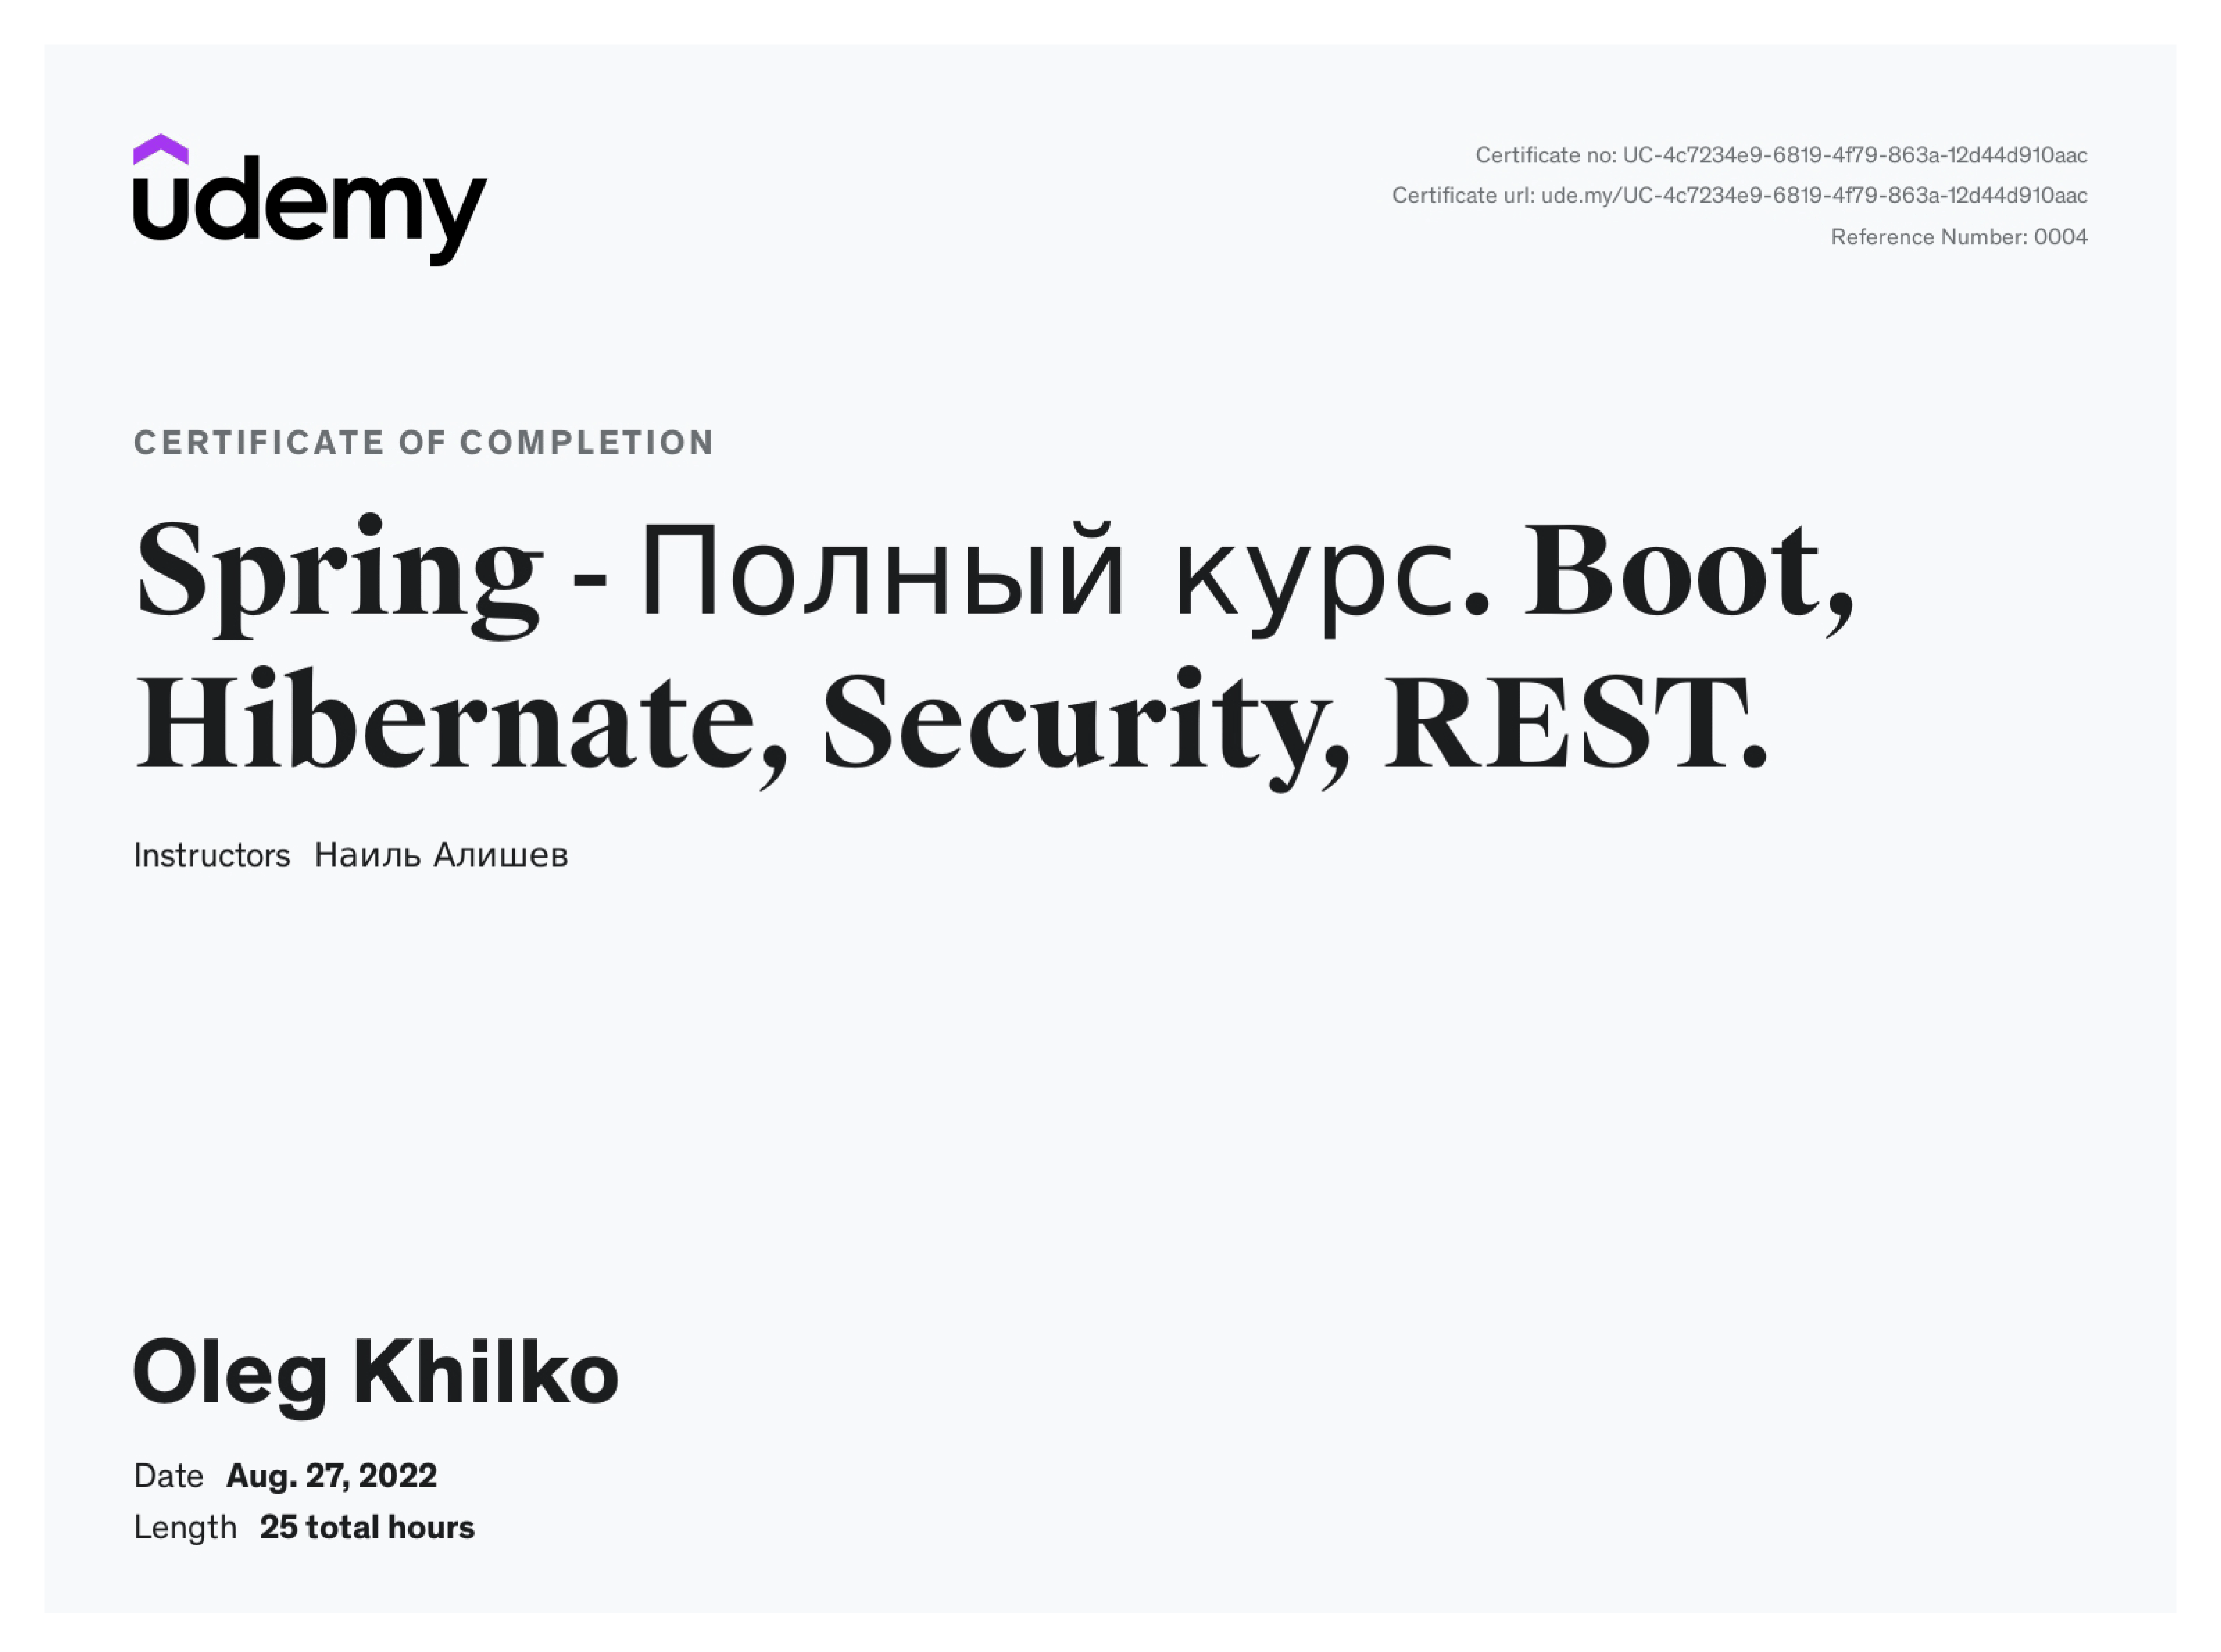 udemy
Certificate no: UC-4c7234e9-6819-4f79-863a-12d44d910aac
Certificate url: ude.my/UC-4c7234e9-6819-4f79-863a-12d44d910aac
Reference Number: 0004
CERTIFICATE OF COMPLETION
Spring - Полный курс. Boot,
Hibernate, Security, REST.
Instructors Наиль Алишев
Oleg Khilko
Date Aug. 27, 2022
Length 25 total hours